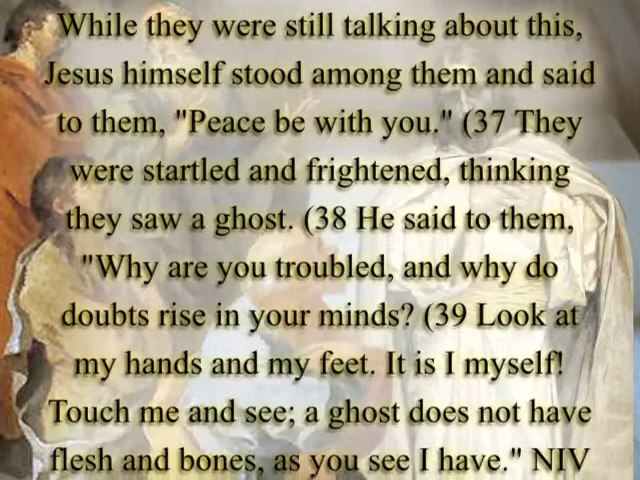 While they were still talking about this,
Jesus himself stood among them and said
to them, "Peace be with you." (37 They
were startled and frightened, thinking
they saw a ghost. (38 He said to them,
"Why are you troubled, and why do
doubts rise in your minds? (39 Look at
my hands and my feet. It is I myself!
Touch me and see; a ghost does not have
flesh and bones, as you see I have." NIV